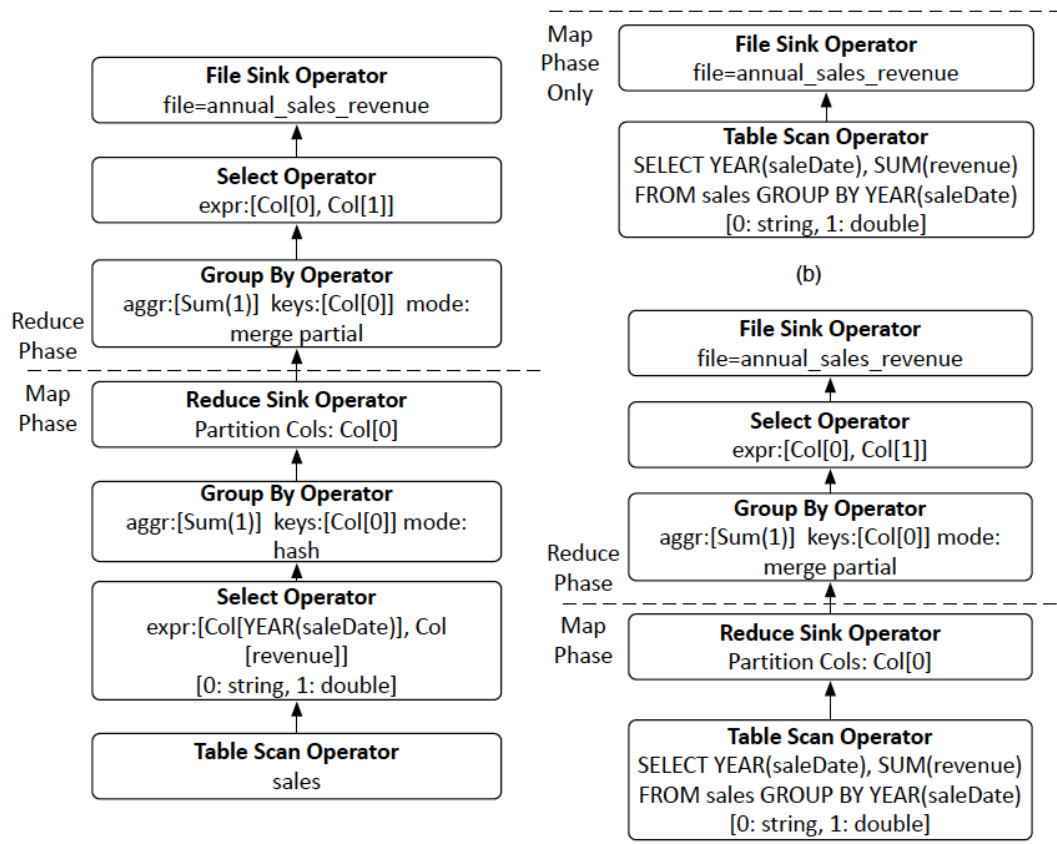 File Sink Operator
file=annual_sales_revenue
Select Operator
expr:[Col[0], Col[1]]
Group By Operator
aggr:[Sum(1)]  keys:[Col[0]]  mode:
merge partial
Reduce
Phase
Map
Phase
Reduce Sink Operator
Partition Cols: Col[0]
Group By Operator
aggr:[Sum(1)]  keys:[Col[0]] mode:
hash
Select Operator
expr:[Col[YEAR(saleDate)], Col
[revenue]]
[0: string, 1: double]
Table Scan Operator
sales
Map
Phase
Only
File Sink Operator
file=annual_sales_revenue
Table Scan Operator
SELECT YEAR(saleDate), SUM(revenue)
FROM sales GROUP BY YEAR(saleDate)
[0: string, 1: double]
(b)
File Sink Operator
file=annual_sales_revenue
Select Operator
expr:[Col[0], Col[1]]
Group By Operator
aggr:[Sum(1)]  keys:[Col[0]] mode:
merge partial
Reduce
Phase
Map
Phase
Reduce Sink Operator
Partition Cols: Col[0]
Table Scan Operator
SELECT YEAR(saleDate), SUM(revenue)
FROM sales GROUP BY YEAR(saleDate)
[0: string, 1: double]